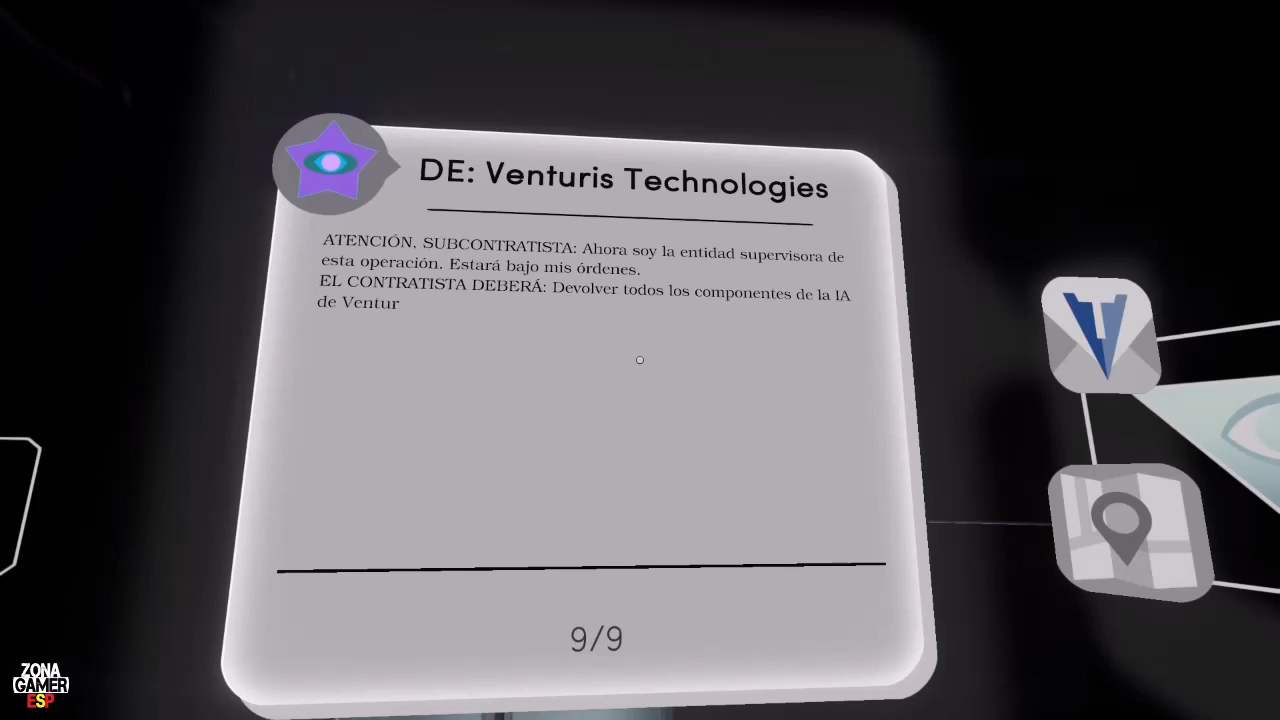 DE: Venturis Technologies
ATENCIÓN, SUBCONTRATISTA: Ahora soy la entidad supervisora de
esta operación. Estará bajo mis órdenes.
EL CONTRATISTA DEBERÁ: Devolver todos los componentes de la IA
de Ventur
9/9
ZONA
GAMER
ESP